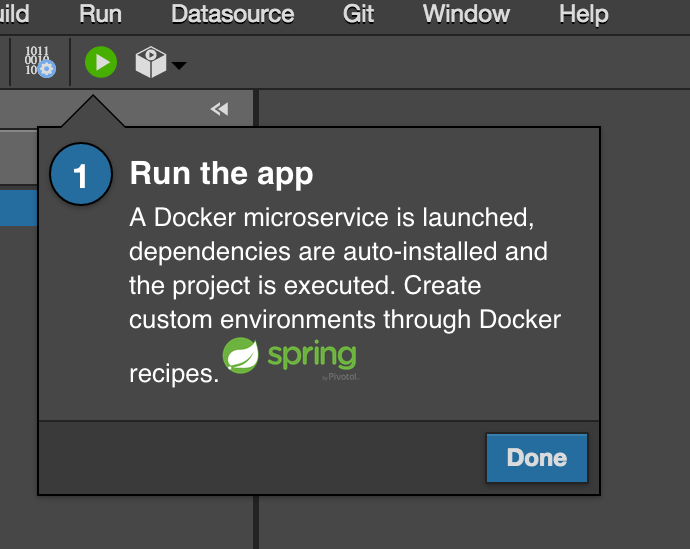 uild Run Datasource Git Window Help
1011
0010
10
1
Run the app
A Docker microservice is launched,
dependencies are auto-installed and
the project is executed. Create
custom environments through Docker
recipes. spring
by Pivotal.
Done